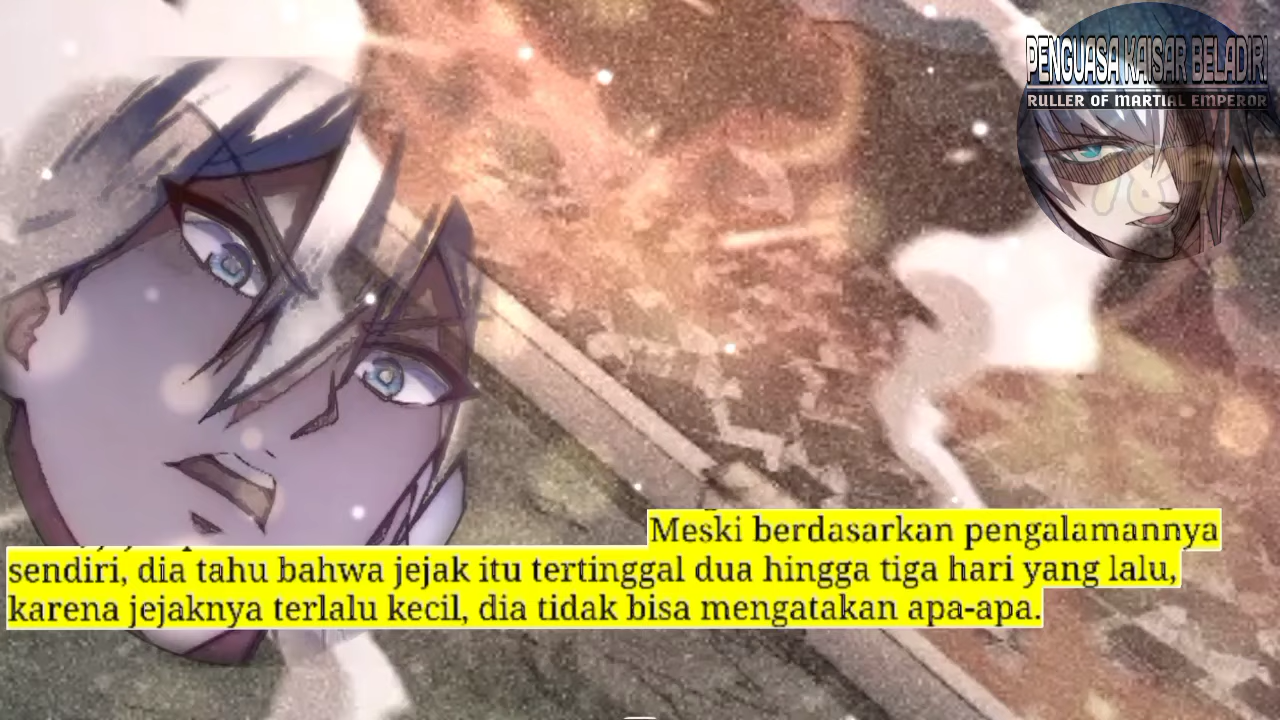 PENGUASA KAISAR BELADIRI
RULLER OF MARTIAL EMPEROR
Meski berdasarkan pengalamannya
sendiri, dia tahu bahwa jejak itu tertinggal dua hingga tiga hari yang lalu,
karena jejaknya terlalu kecil, dia tidak bisa mengatakan apa-apa.